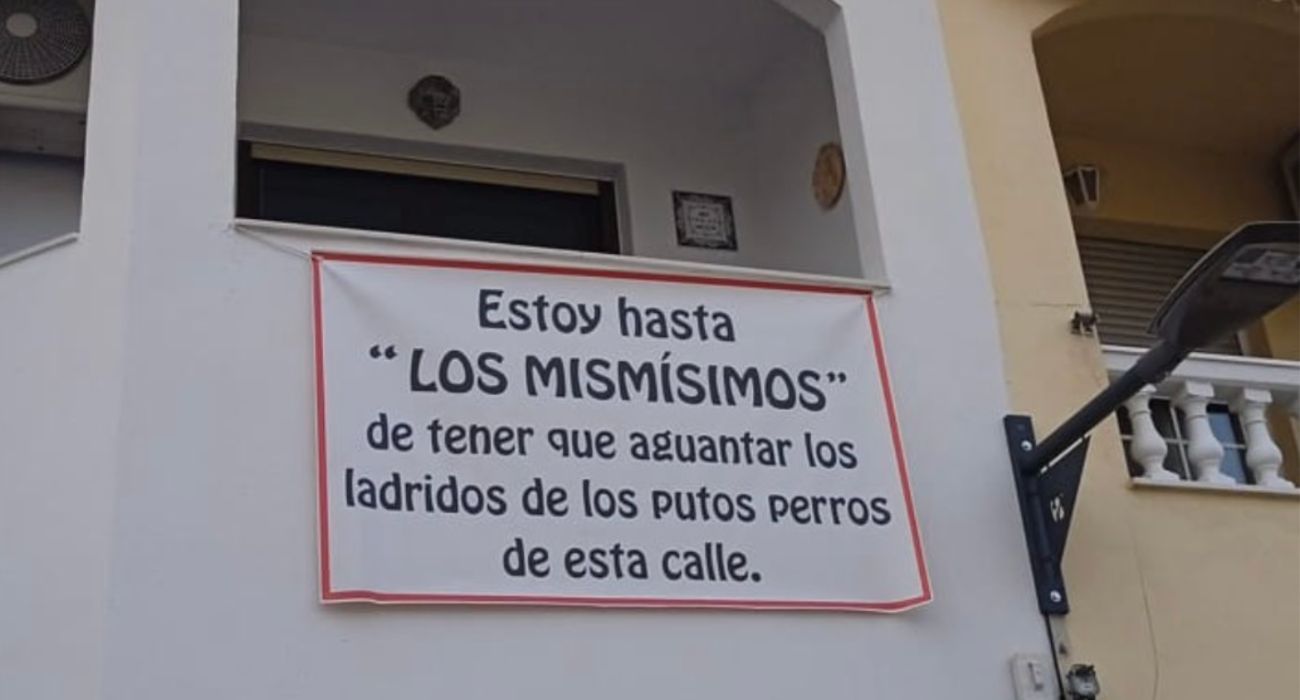 Estoy hasta
“LOS MISMÍSIMOS”
de tener que aguantar los
ladridos de los putos perros
de esta calle.